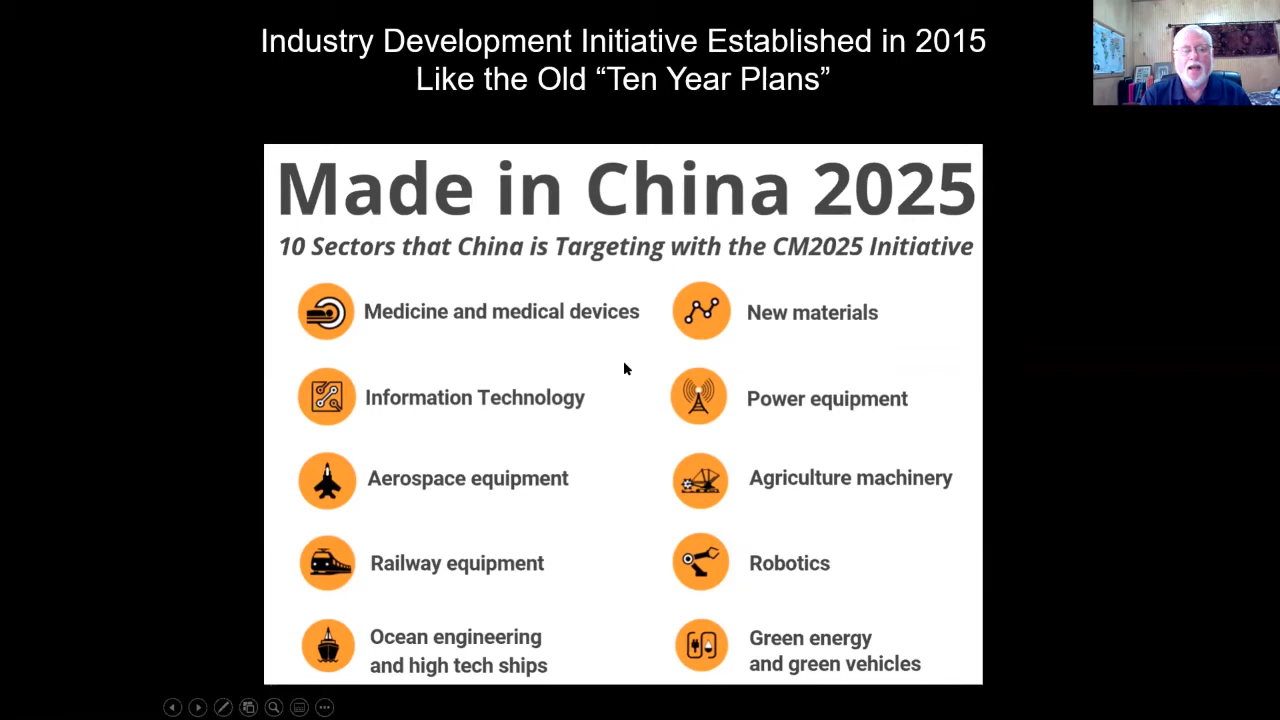 Industry Development Initiative Established in 2015
Like the Old “Ten Year Plans”
Made in China 2025
10 Sectors that China is Targeting with the CM2025 Initiative
Medicine and medical devices
New materials
Information Technology
Power equipment
Aerospace equipment
Agriculture machinery
Railway equipment
Robotics
Ocean engineering
and high tech ships
Green energy
and green vehicles